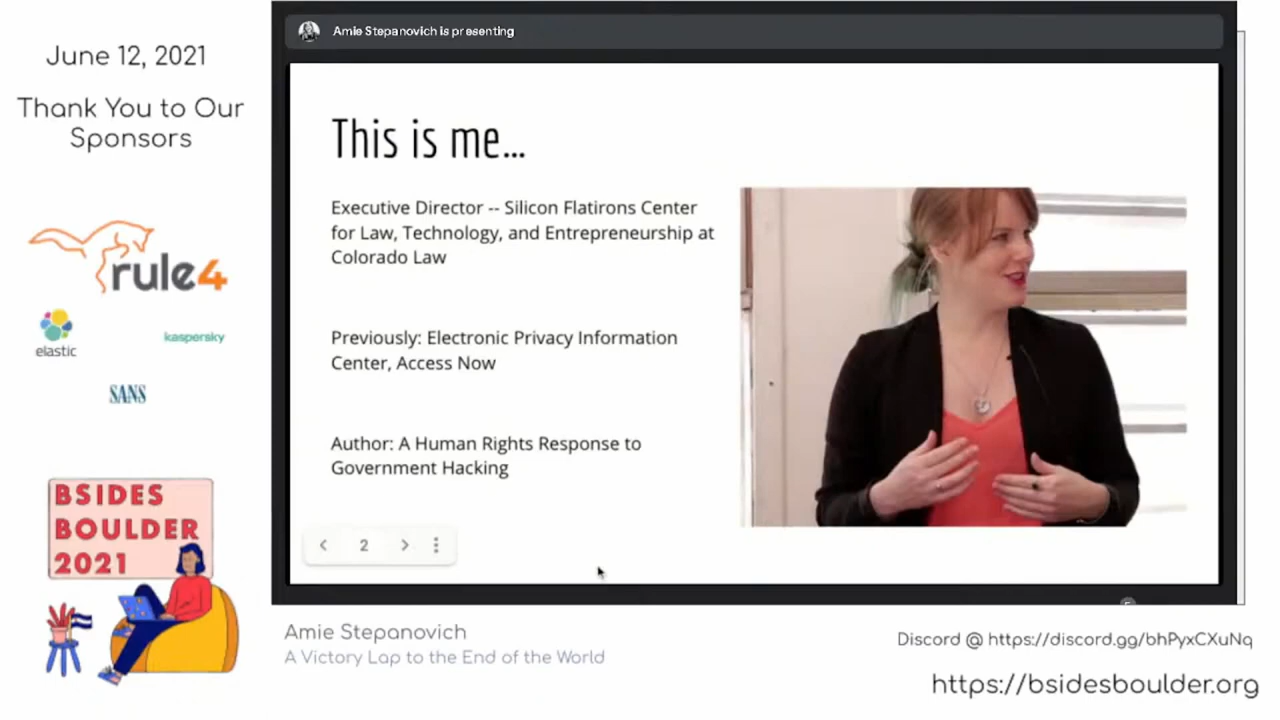 June 12, 2021
Thank You to Our
Sponsors
rule4
elastic
kaspersky
SANS
BSIDES
BOULDER
2021
Amie Stepanovich is presenting
This is me...
Executive Director -- Silicon Flatirons Center
for Law, Technology, and Entrepreneurship at
Colorado Law
Previously: Electronic Privacy Information
Center, Access Now
Author: A Human Rights Response to
Government Hacking
2
Amie Stepanovich
A Victory Lap to the End of the World
Discord @ https://discord.gg/bhPyxCXuNq
https://bsidesboulder.org